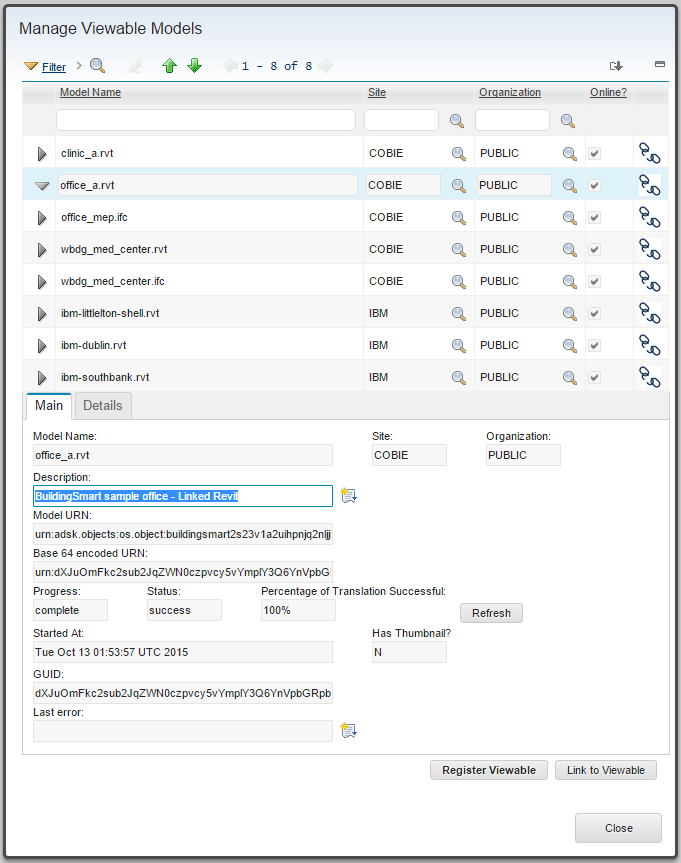 Manage Viewable Models
Filter 1 - 8 of 8
Model Name Site Organization Online?
clinic_a.rvt COBIE PUBLIC
office_a.rvt COBIE PUBLIC
office_mep.ifc COBIE PUBLIC
wbdg_med_center.rvt COBIE PUBLIC
wbdg_med_center.ifc COBIE PUBLIC
ibm-littlelton-shell.rvt IBM PUBLIC
ibm-dublin.rvt IBM PUBLIC
ibm-southbank.rvt IBM PUBLIC
Main Details
Model Name: Site: Organization:
office_a.rvt COBIE PUBLIC
Description:
BuildingSmart sample office - Linked Revit
Model URN:
urn:adsk.objects:os.object:buildingsmart2s23v1a2uihpnjq2nljj
Base 64 encoded URN:
urn:dXJuOmFkc2sub2JqZWN0czpvcy5vYmplY3Q6YnVpbG
Progress: Status: Percentage of Translation Successful:
complete success 100% Refresh
Started At: Has Thumbnail?
Tue Oct 13 01:53:57 UTC 2015 N
GUID:
dXJuOmFkc2sub2JqZWN0czpvcy5vYmplY3Q6YnVpbGRpb
Last error:
Register Viewable Link to Viewable
Close